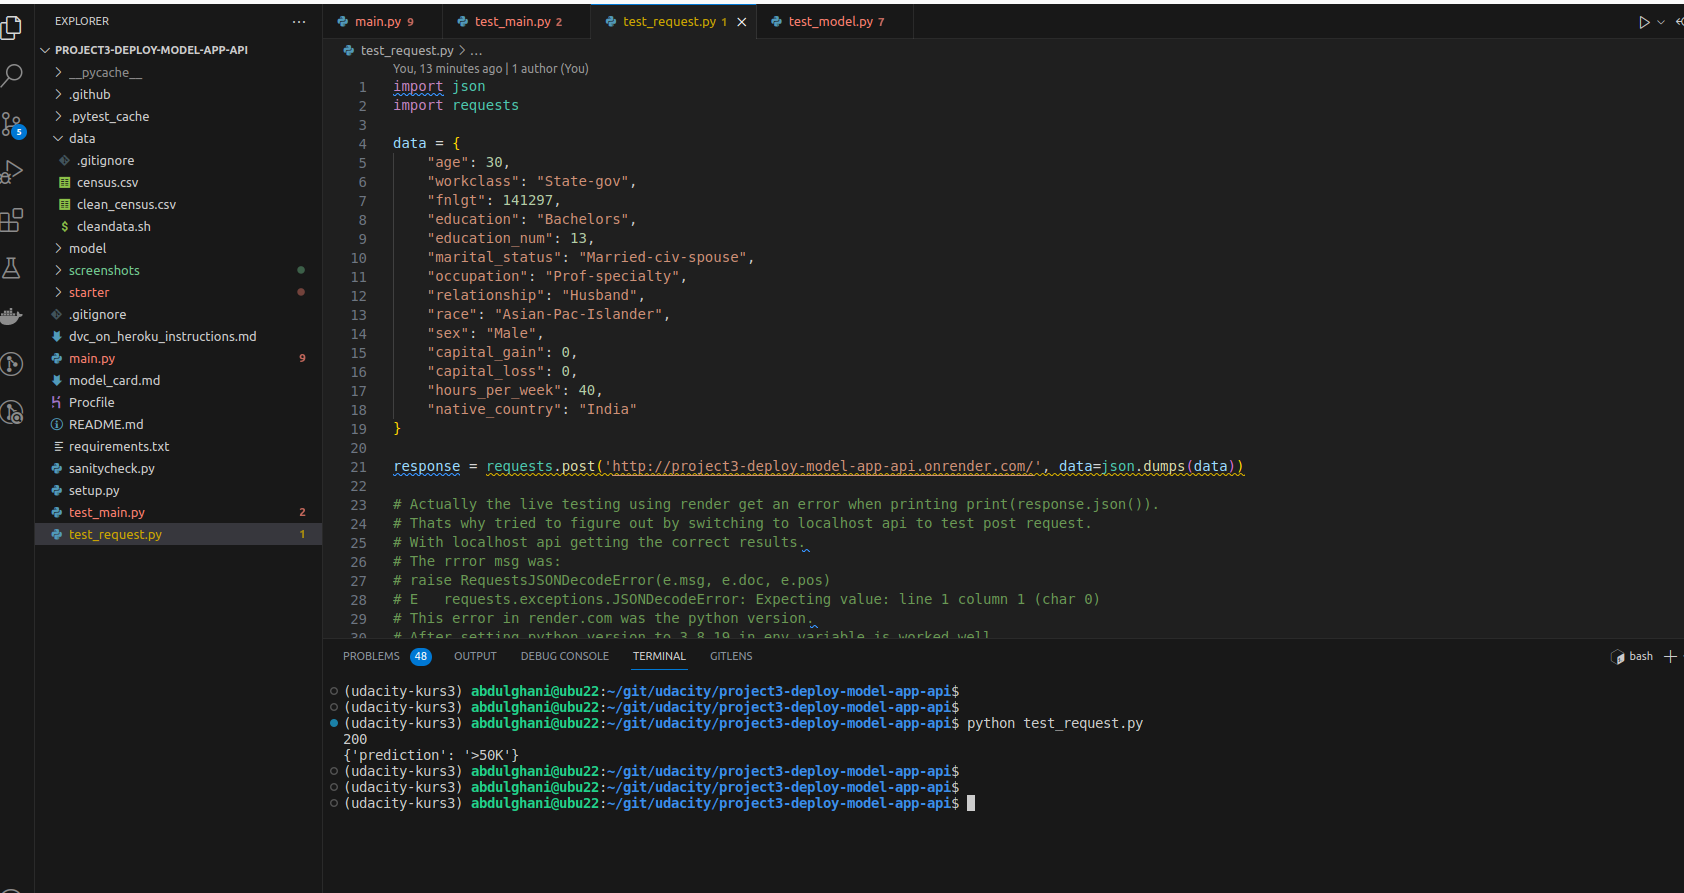 EXPLORER
PROJECT3-DEPLOY-MODEL-APP-API
__pycache__
.github
.pytest_cache
data
.gitignore
census.csv
clean_census.csv
$ cleandata.sh
model
screenshots
starter
.gitignore
dvc_on_heroku_instructions.md
main.py 9
model_card.md
Procfile
README.md
requirements.txt
sanitycheck.py
setup.py
test_main.py 2
test_request.py 1
5
main.py 9 test_main.py 2 test_request.py 1 test_model.py 7
test_request.py > ...
You, 13 minutes ago | 1 author (You)
1 import json
2 import requests
3
4 data = {
5 "age": 30,
6 "workclass": "State-gov",
7 "fnlgt": 141297,
8 "education": "Bachelors",
9 "education_num": 13,
10 "marital_status": "Married-civ-spouse",
11 "occupation": "Prof-specialty",
12 "relationship": "Husband",
13 "race": "Asian-Pac-Islander",
14 "sex": "Male",
15 "capital_gain": 0,
16 "capital_loss": 0,
17 "hours_per_week": 40,
18 "native_country": "India"
19 }
20
21 response = requests.post('http://project3-deploy-model-app-api.onrender.com/', data=json.dumps(data))
22
23 # Actually the live testing using render get an error when printing print(response.json()).
24 # Thats why tried to figure out by switching to localhost api to test post request.
25 # With localhost api getting the correct results.
26 # The rrror msg was:
27 # raise RequestsJSONDecodeError(e.msg, e.doc, e.pos)
28 # E   requests.exceptions.JSONDecodeError: Expecting value: line 1 column 1 (char 0)
29 # This error in render.com was the python version.
30 # After setting python version to 3.8.19 in env variable is worked well
PROBLEMS 48 OUTPUT DEBUG CONSOLE TERMINAL GITLENS bash
(udacity-kurs3) abdulghani@ubu22:~/git/udacity/project3-deploy-model-app-api$
(udacity-kurs3) abdulghani@ubu22:~/git/udacity/project3-deploy-model-app-api$
(udacity-kurs3) abdulghani@ubu22:~/git/udacity/project3-deploy-model-app-api$ python test_request.py
200
{'prediction': '>50K'}
(udacity-kurs3) abdulghani@ubu22:~/git/udacity/project3-deploy-model-app-api$
(udacity-kurs3) abdulghani@ubu22:~/git/udacity/project3-deploy-model-app-api$
(udacity-kurs3) abdulghani@ubu22:~/git/udacity/project3-deploy-model-app-api$